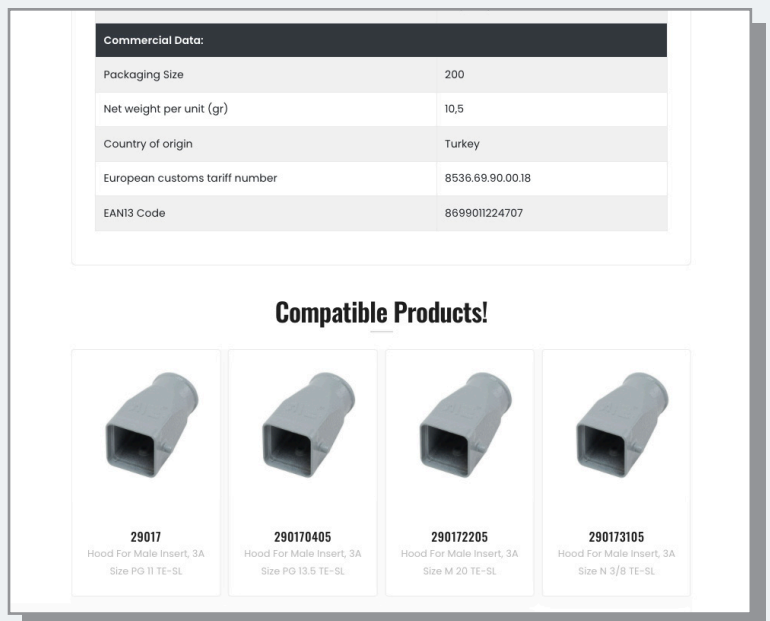 Commercial Data:
Packaging Size 200
Net weight per unit (gr) 10,5
Country of origin Turkey
European customs tariff number 8536.69.90.00.18
EAN13 Code 8699011224707
Compatible Products!
29017
Hood For Male Insert, 3A
Size PG 11 TE-SL
290170405
Hood For Male Insert, 3A
Size PG 13.5 TE-SL
290172205
Hood For Male Insert, 3A
Size M 20 TE-SL
290173105
Hood For Male Insert, 3A
Size N 3/8 TE-SL